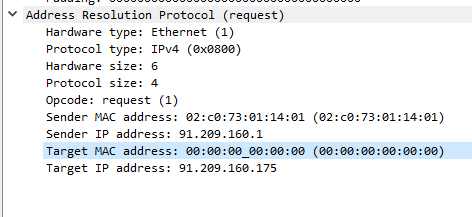 Address Resolution Protocol (request)
Hardware type: Ethernet (1)
Protocol type: IPv4 (0x0800)
Hardware size: 6
Protocol size: 4
Opcode: request (1)
Sender MAC address: 02:c0:73:01:14:01 (02:c0:73:01:14:01)
Sender IP address: 91.209.160.1
Target MAC address: 00:00:00_00:00:00 (00:00:00:00:00:00)
Target IP address: 91.209.160.175